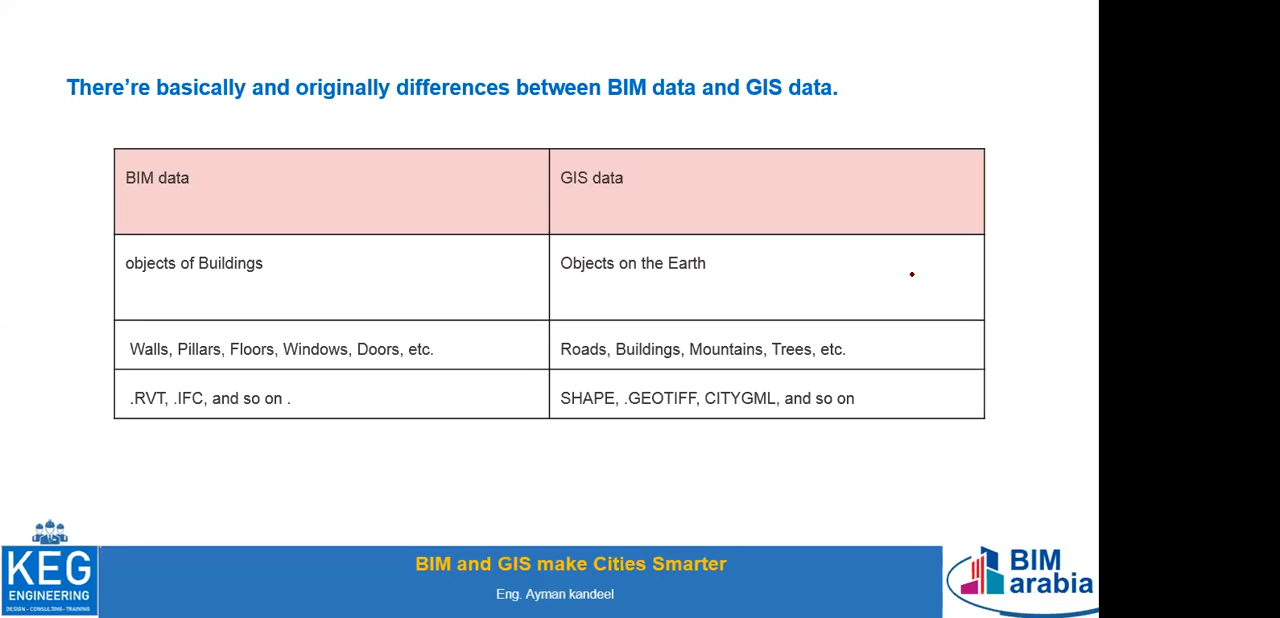 There're basically and originally differences between BIM data and GIS data.
BIM data
GIS data
objects of Buildings
Objects on the Earth
Walls, Pillars, Floors, Windows, Doors, etc.
Roads, Buildings, Mountains, Trees, etc.
.RVT, .IFC, and so on .
SHAPE, .GEOTIFF, CITYGML, and so on
KEG
ENGINEERING
DESIGN - CONSULTING- TRAINING
BIM and GIS make Cities Smarter
Eng. Ayman kandeel
BIM
arabia